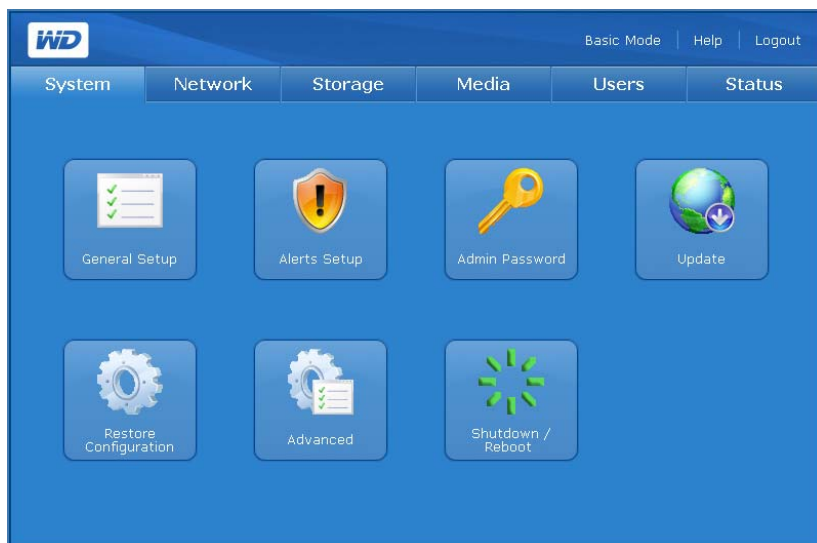 WD
Basic Mode | Help | Logout
System Network Storage Media Users Status
General Setup Alerts Setup Admin Password Update
Restore
Configuration
Advanced
Shutdown /
Reboot